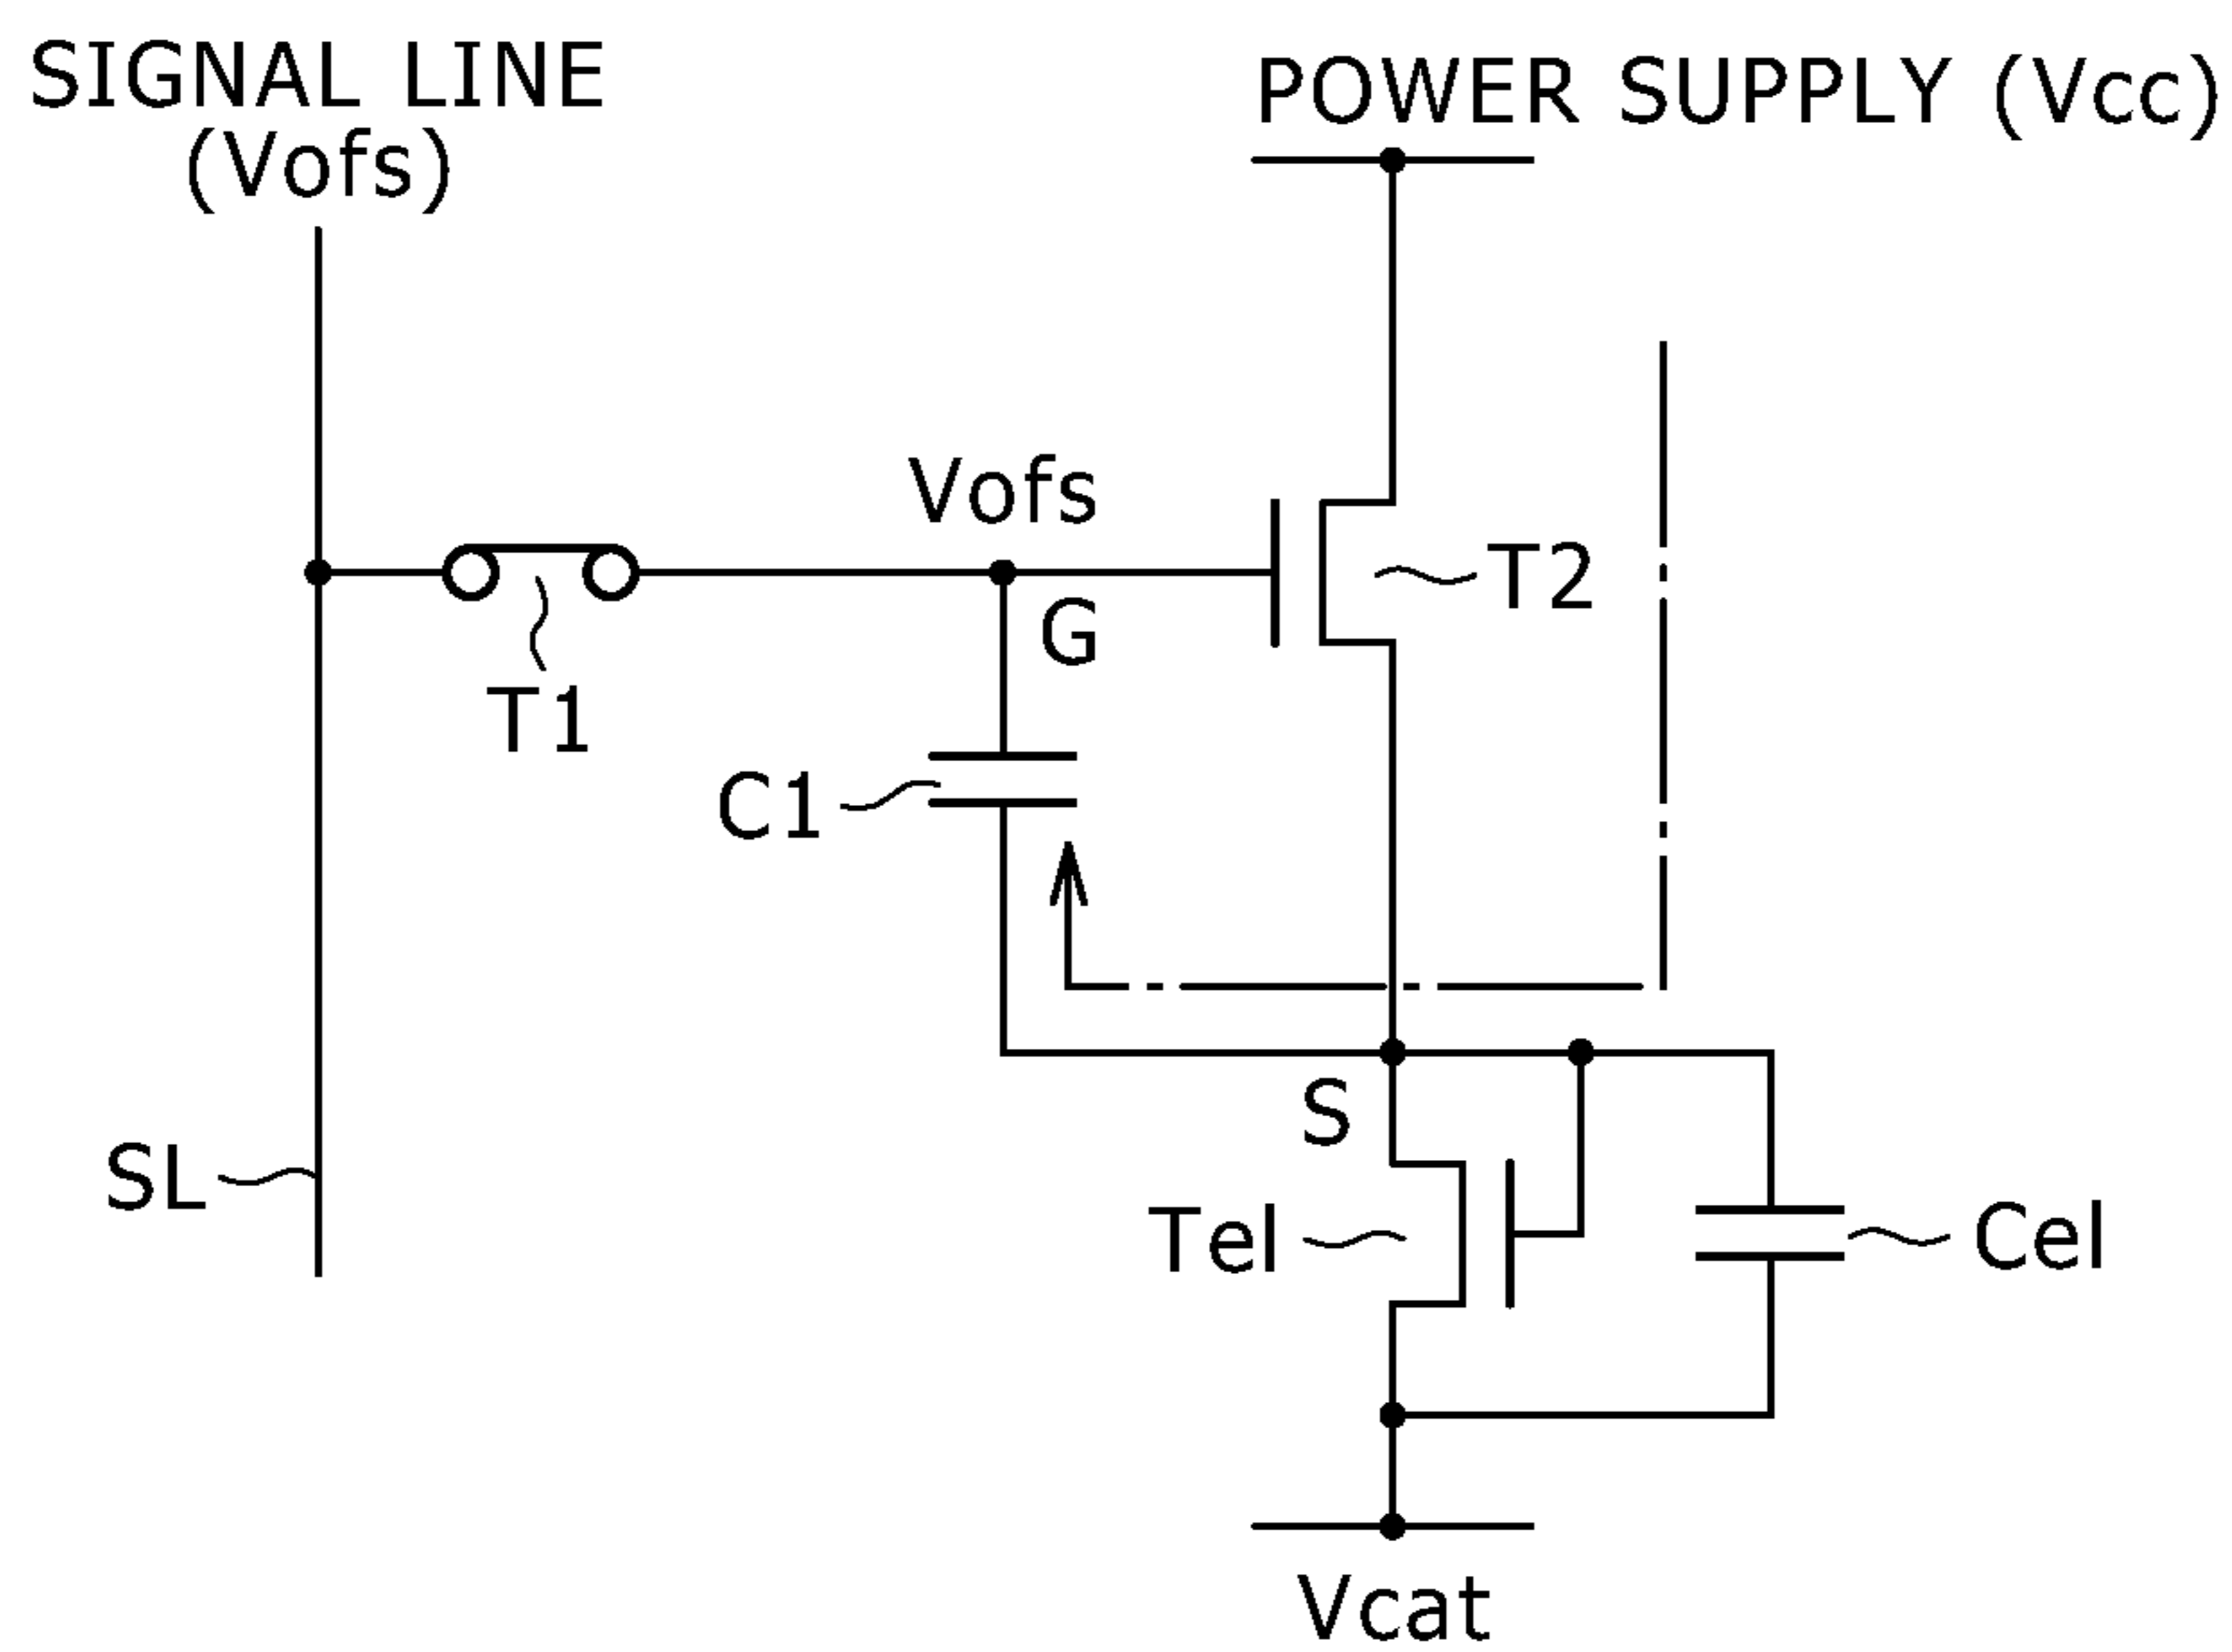 SIGNAL LINE
(Vofs)
POWER SUPPLY (Vcc)
Vofs
T2
G
T1
C1
S
SL
Tel
Cel
Vcat